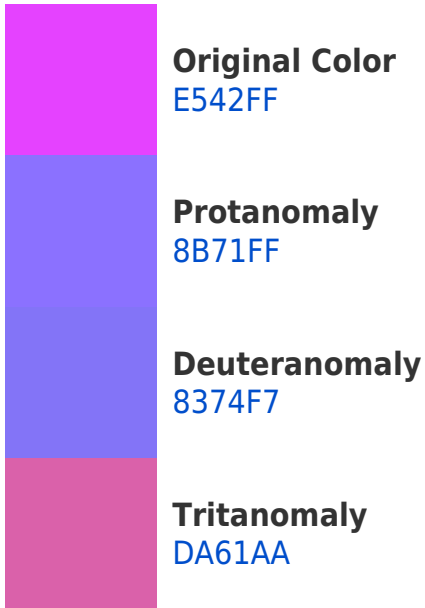 Original Color
E542FF
Protanomaly
8B71FF
Deuteranomaly
8374F7
Tritanomaly
DA61AA